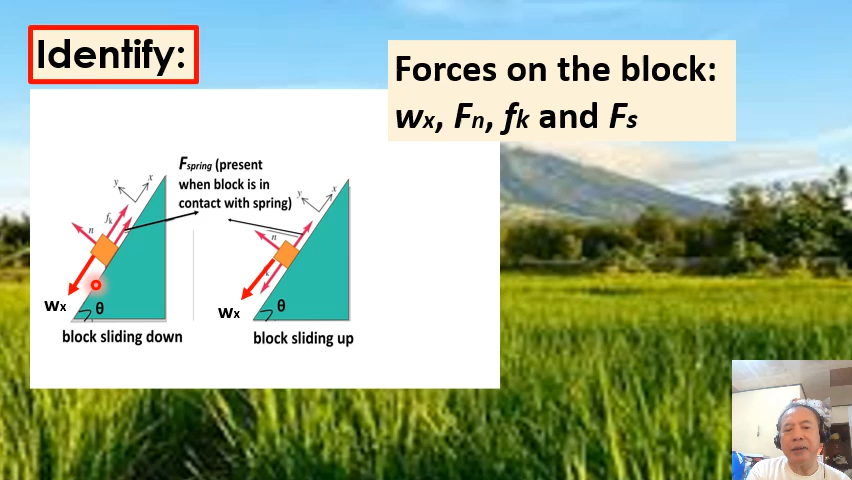 Identify:
Forces on the block:
wx, Fn, fk and Fs
Fspring (present
when block is in
contact with spring)
y x
y x
n fk
n
wx θ
wx θ
block sliding down
block sliding up